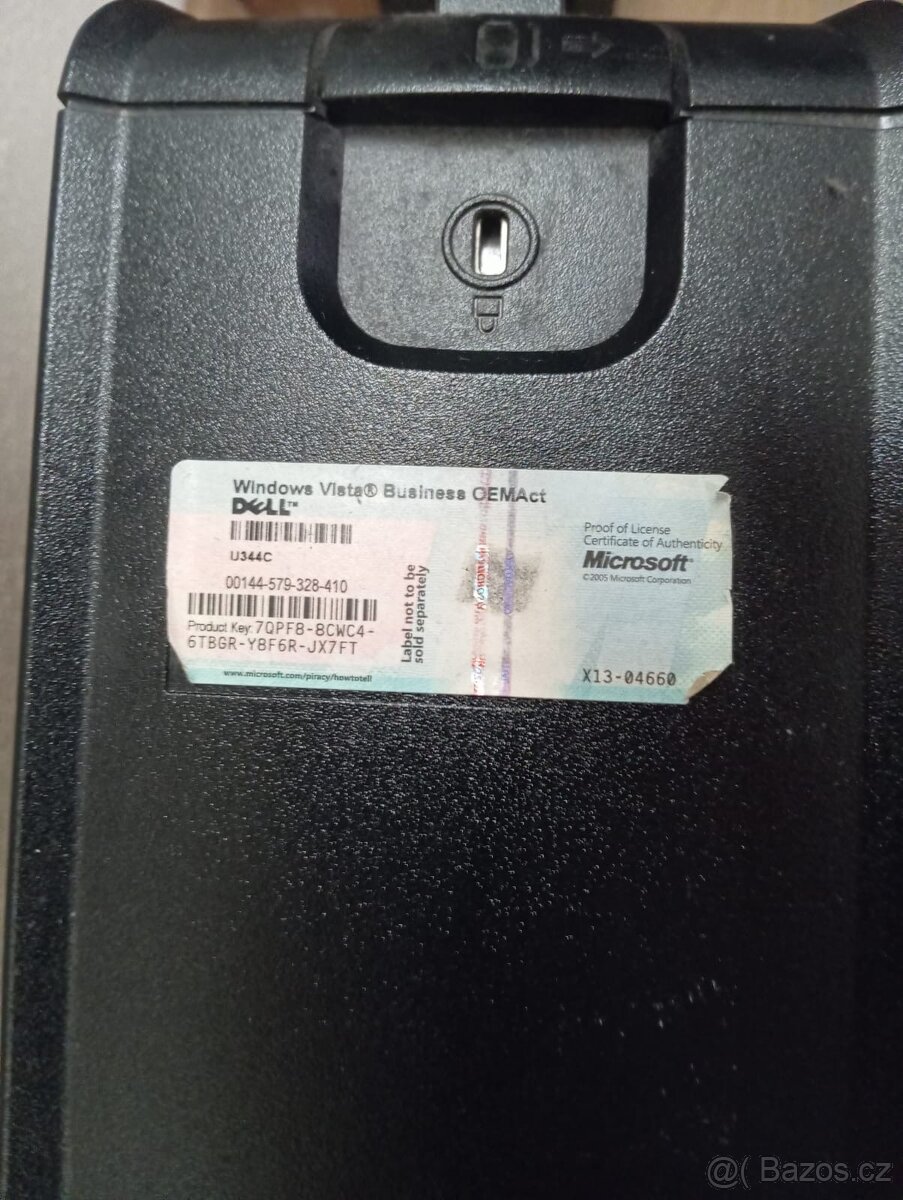 Windows Vista® Business OEMAct
DELL™
U344C
00144-579-328-410
Product Key: 7QPF8-8CWC4-
6TBGR-Y8F6R-JX7FT
www.microsoft.com/piracy/howtotell
Label not to be
sold separately
Proof of License
Certificate of Authenticity
Microsoft®
©2005 Microsoft Corporation
X13-04660
@( Bazos.cz